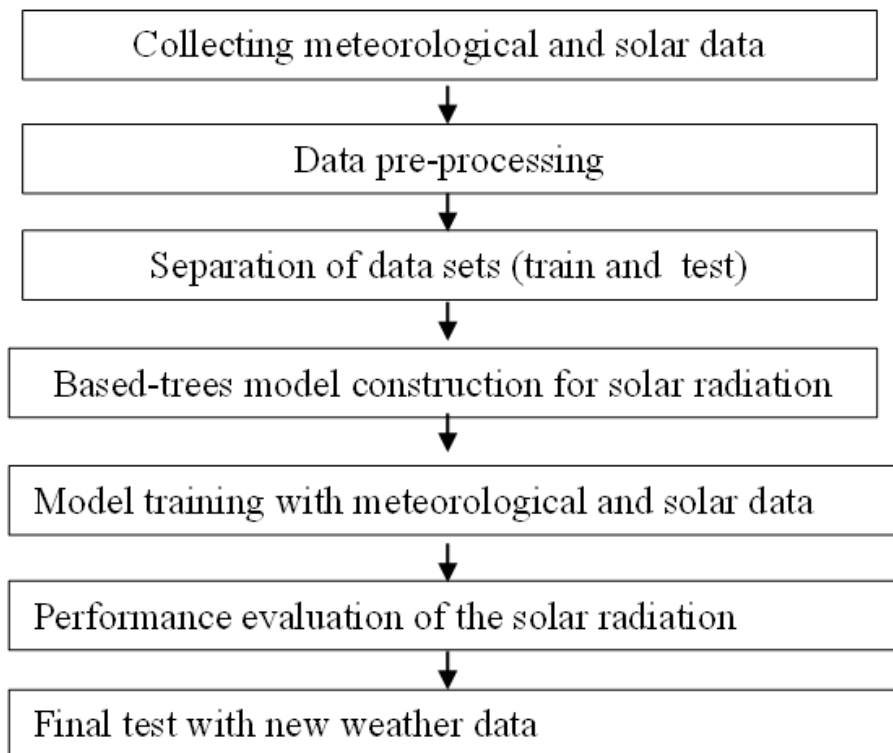 Collecting meteorological and solar data
Data pre-processing
Separation of data sets (train and  test)
Based-trees model construction for solar radiation
Model training with meteorological and solar data
Performance evaluation of the solar radiation
Final test with new weather data